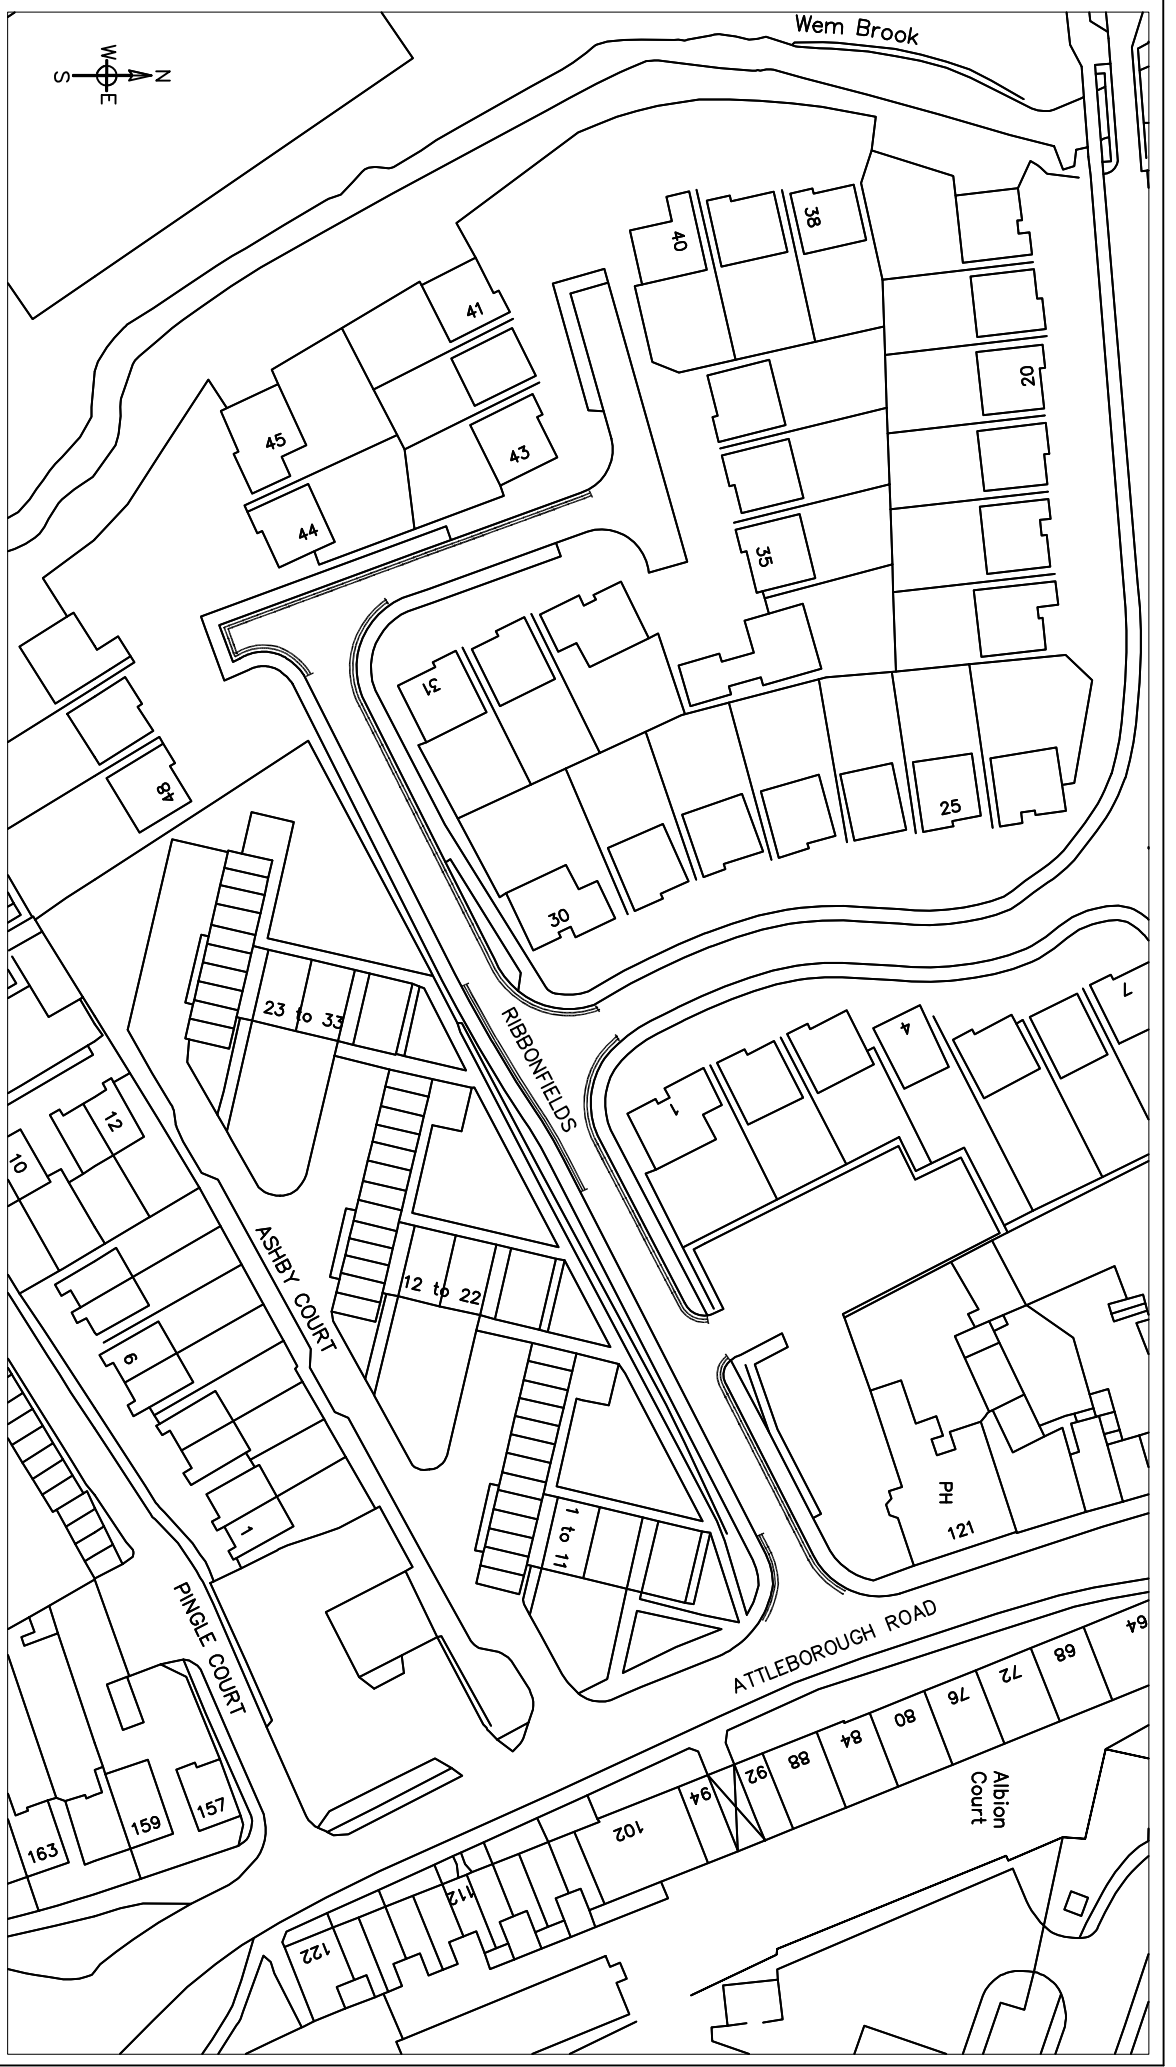 Wem Brook
W
S
N
E
38
40
41
20
45
43
44
35
31
48
25
30
7
4
1
RIBBONFIELDS
23 to 33
12
10
ASHBY COURT
12 to 22
6
1
PH
121
1 to 11
PINGLE COURT
ATTLEBOROUGH ROAD
64
68
72
76
80
84
88
92
94
102
112
122
Albion
Court
157
159
163